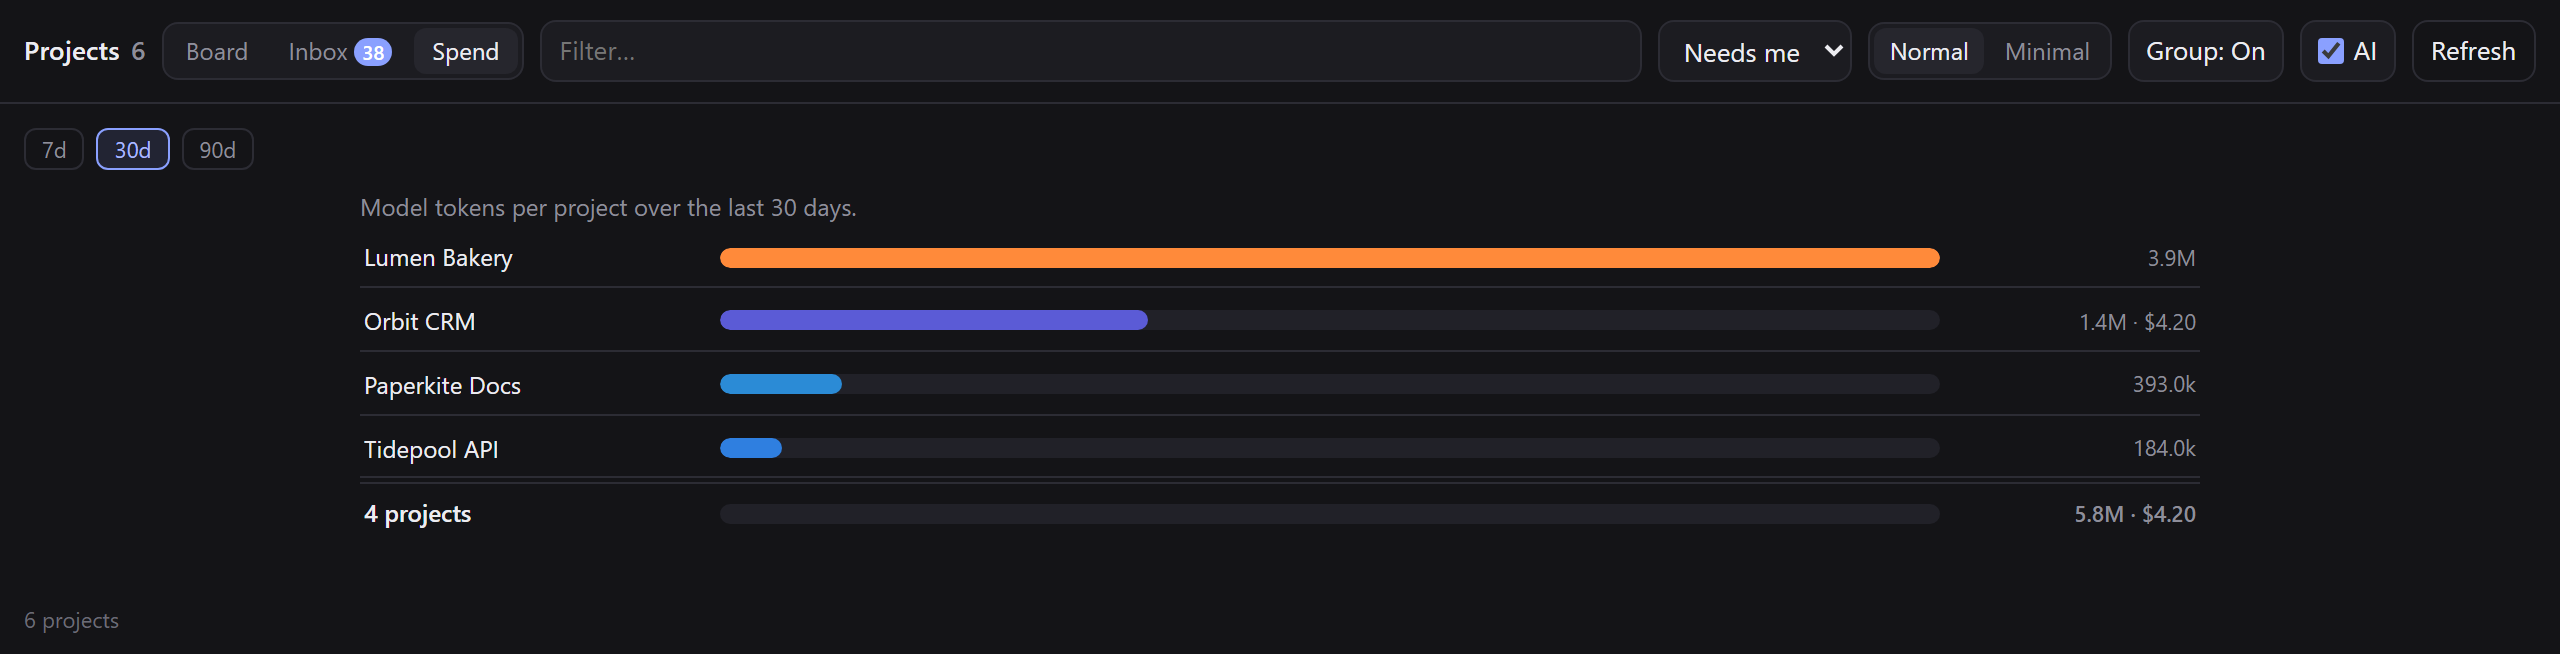 Projects 6 Board Inbox 38 Spend Filter... Needs me Normal Minimal Group: On AI Refresh
7d 30d 90d
Model tokens per project over the last 30 days.
Lumen Bakery 3.9M
Orbit CRM 1.4M · $4.20
Paperkite Docs 393.0k
Tidepool API 184.0k
4 projects 5.8M · $4.20
6 projects